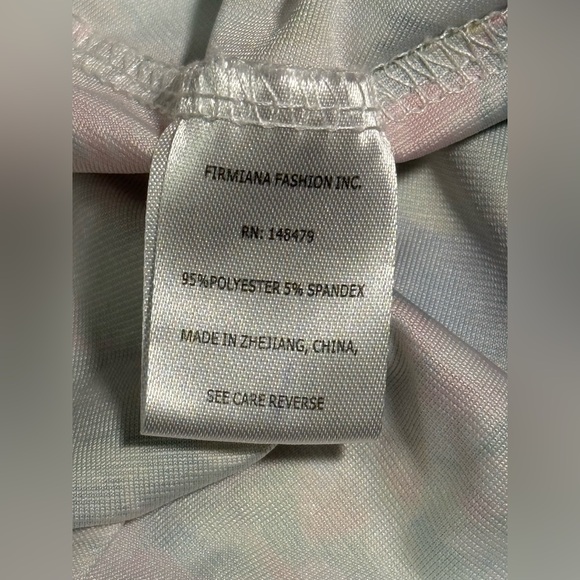 FIRMIANA FASHION INC.
RN: 148479
95%POLYESTER 5% SPANDEX
MADE IN ZHEJIANG, CHINA,
SEE CARE REVERSE